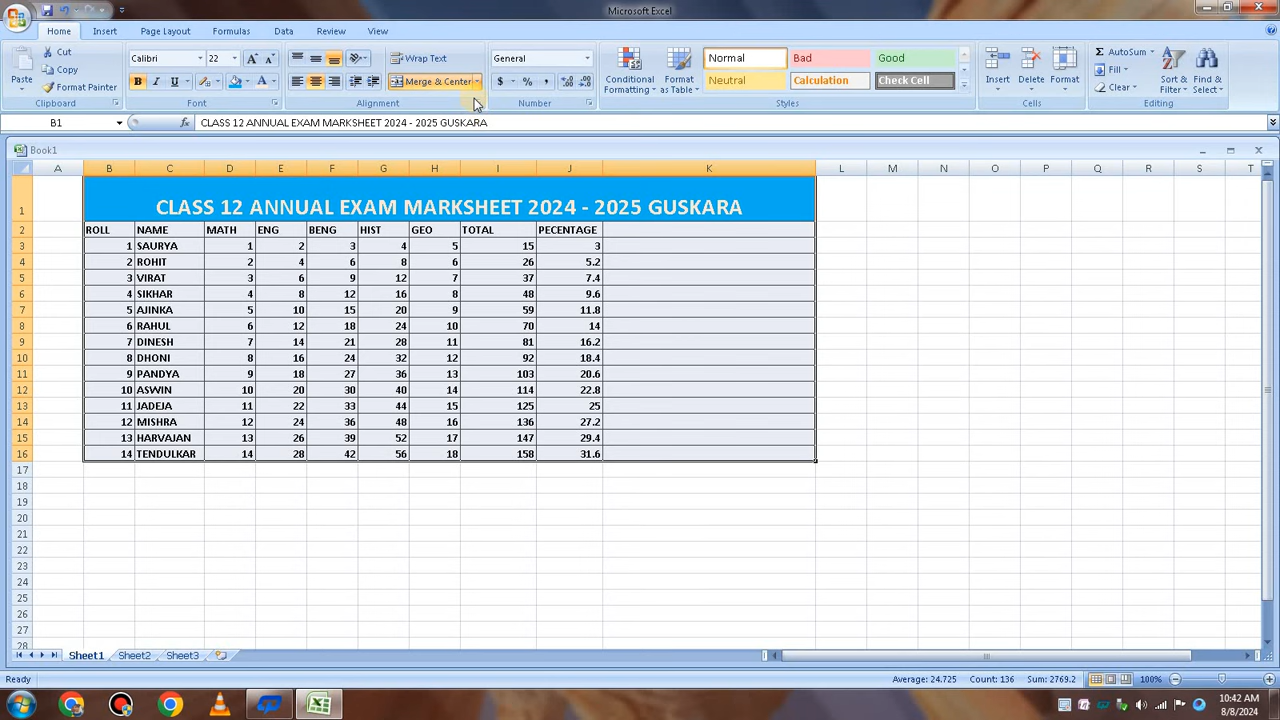 Microsoft Excel
Home Insert Page Layout Formulas Data Review View
Paste
Cut
Copy
Format Painter
Clipboard
Calibri 22
B I U
Font
Wrap Text
Merge & Center
Alignment
General
$ % ,
Number
Conditional Formatting
Format as Table
Normal Bad Good
Neutral Calculation Check Cell
Styles
Insert Delete Format
Cells
Σ AutoSum
Fill
Clear
Sort & Filter
Find & Select
Editing
B1 fx CLASS 12 ANNUAL EXAM MARKSHEET 2024 - 2025 GUSKARA
Book1
A B C D E F G H I J K L M N O P Q R S T
1 CLASS 12 ANNUAL EXAM MARKSHEET 2024 - 2025 GUSKARA
2 ROLL NAME MATH ENG BENG HIST GEO TOTAL PECENTAGE
3 1 SAURYA 1 2 3 4 5 15 3
4 2 ROHIT 2 4 6 8 6 26 5.2
5 3 VIRAT 3 6 9 12 7 37 7.4
6 4 SIKHAR 4 8 12 16 8 48 9.6
7 5 AJINKA 5 10 15 20 9 59 11.8
8 6 RAHUL 6 12 18 24 10 70 14
9 7 DINESH 7 14 21 28 11 81 16.2
10 8 DHONI 8 16 24 32 12 92 18.4
11 9 PANDYA 9 18 27 36 13 103 20.6
12 10 ASWIN 10 20 30 40 14 114 22.8
13 11 JADEJA 11 22 33 44 15 125 25
14 12 MISHRA 12 24 36 48 16 136 27.2
15 13 HARVAJAN 13 26 39 52 17 147 29.4
16 14 TENDULKAR 14 28 42 56 18 158 31.6
17
18
19
20
21
22
23
24
25
26
27
28
Sheet1 Sheet2 Sheet3
Ready Average: 24.725 Count: 136 Sum: 2769.2 100%
10:42 AM
8/8/2024